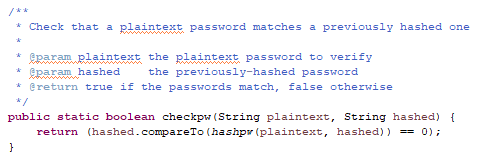 /**
 * Check that a plaintext password matches a previously hashed one
 *
 * @param plaintext the plaintext password to verify
 * @param hashed    the previously-hashed password
 * @return true if the passwords match, false otherwise
 */
public static boolean checkpw(String plaintext, String hashed) {
    return (hashed.compareTo(hashpw(plaintext, hashed)) == 0);
}